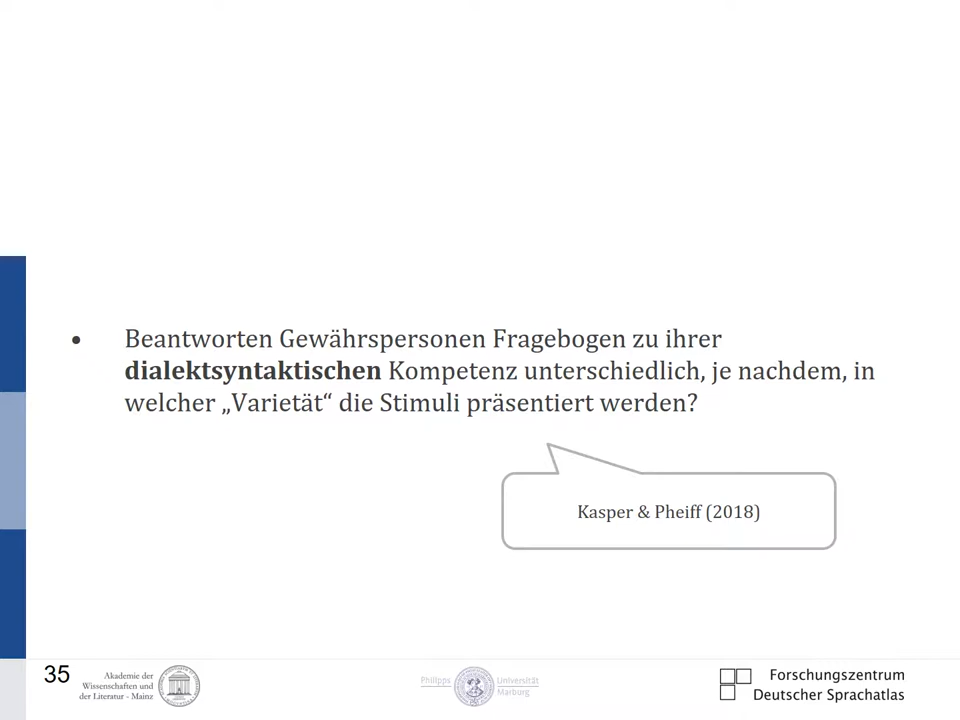 • Beantworten Gewährspersonen Fragebogen zu ihrer
dialektsyntaktischen Kompetenz unterschiedlich, je nachdem, in
welcher „Varietät“ die Stimuli präsentiert werden?
Kasper & Pheiff (2018)
35
Akademie der
Wissenschaften und
der Literatur - Mainz
Philipps Universität
Marburg
Forschungszentrum
Deutscher Sprachatlas